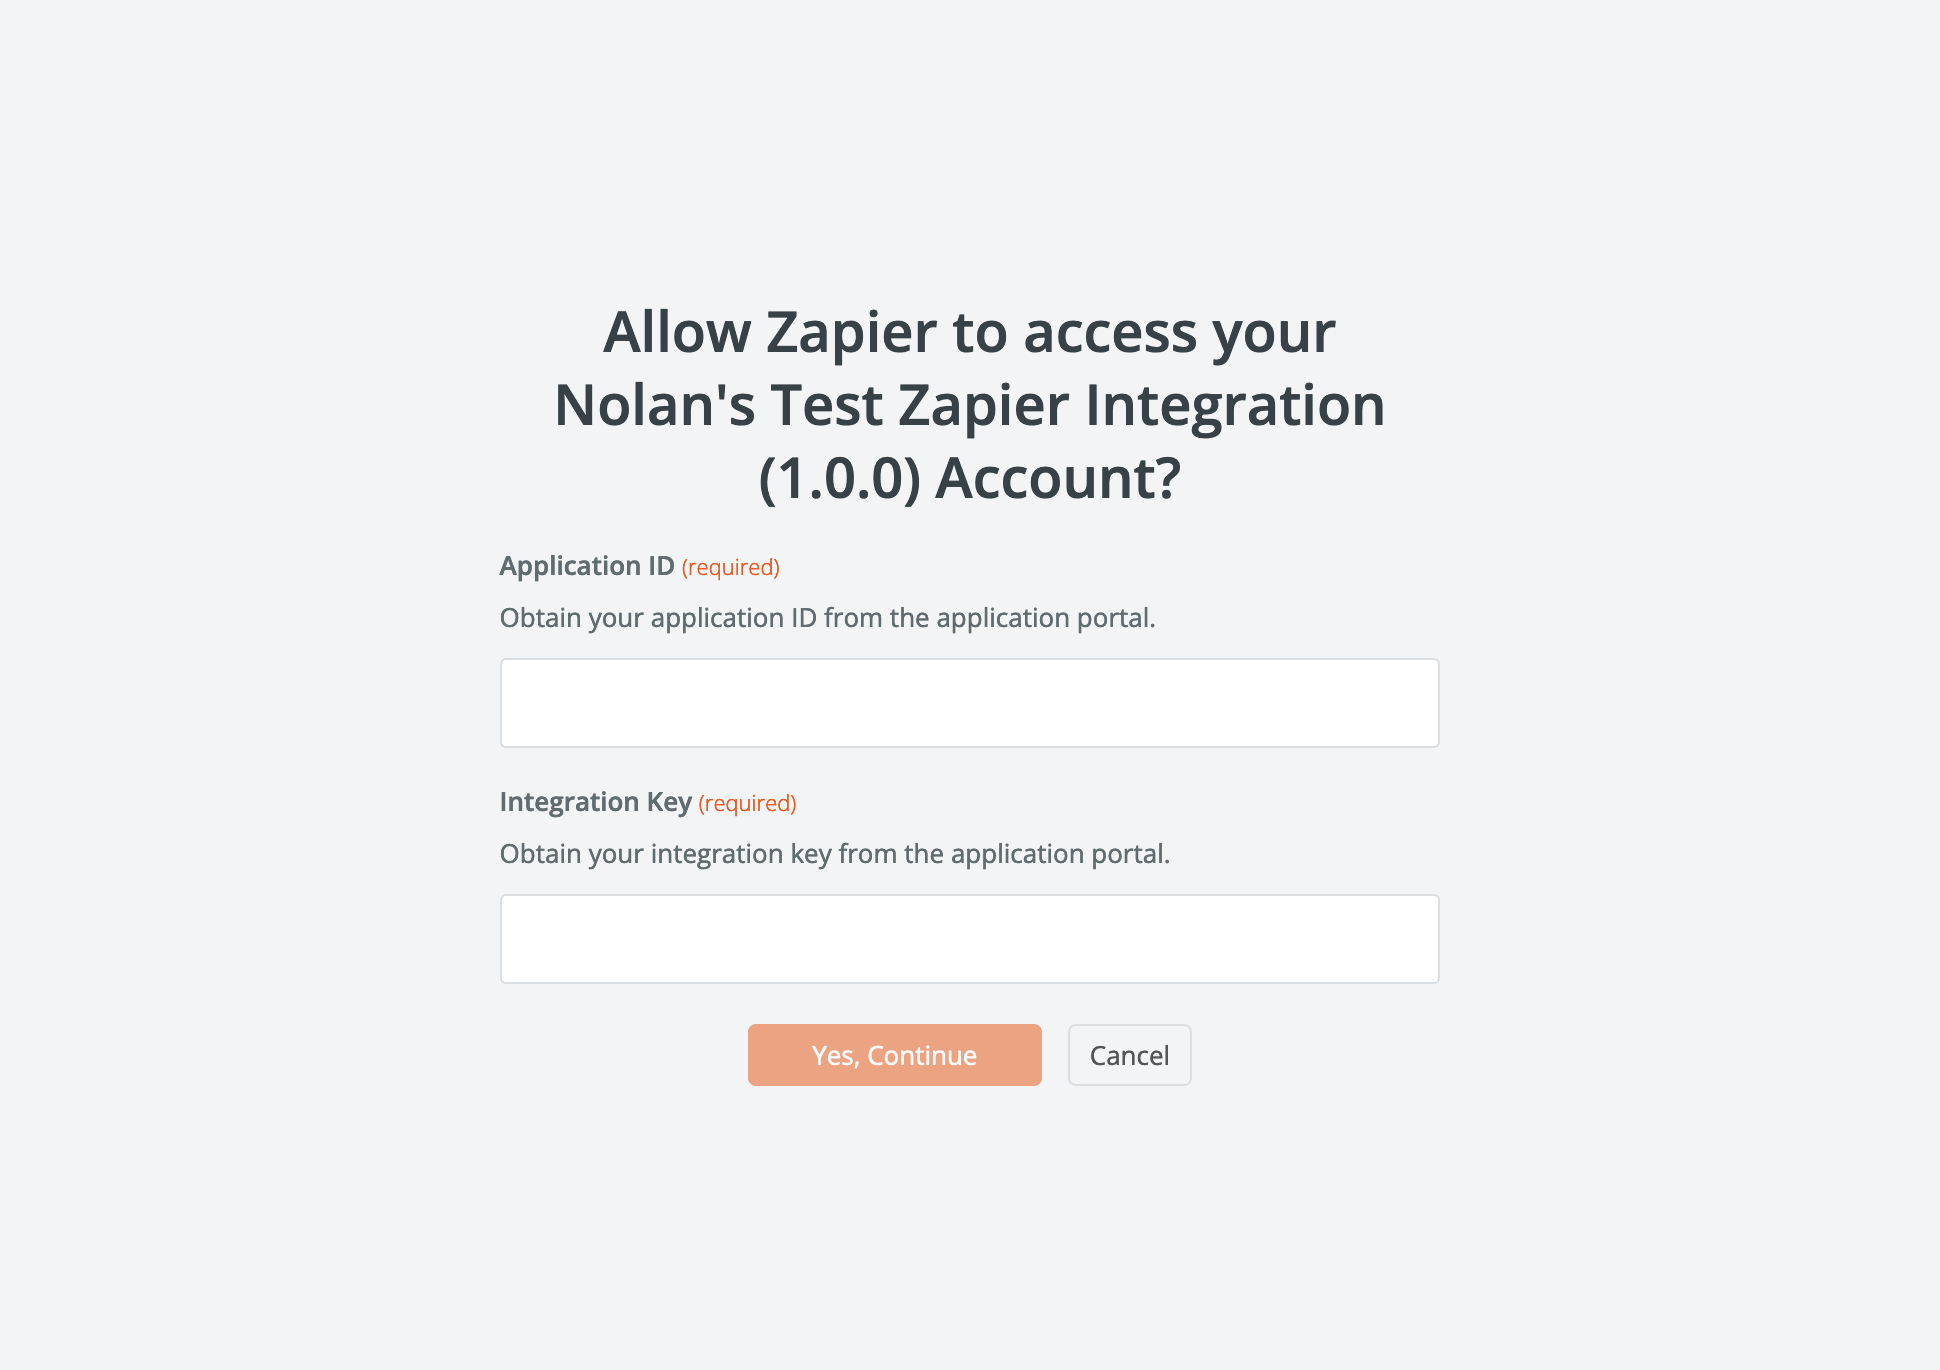 Allow Zapier to access your
Nolan's Test Zapier Integration
(1.0.0) Account?
Application ID (required)
Obtain your application ID from the application portal.
Integration Key (required)
Obtain your integration key from the application portal.
Yes, Continue
Cancel